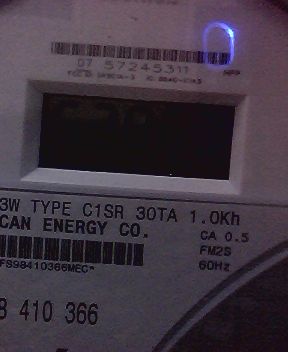 07 57245311
3W TYPE C1SR 30TA 1.0Kh
CAN ENERGY CO.
CA 0.5
FM2S
60Hz
FS98410366MEC*
8 410 366